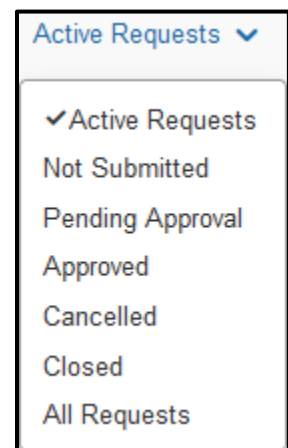 Active Requests
✓Active Requests
Not Submitted
Pending Approval
Approved
Cancelled
Closed
All Requests